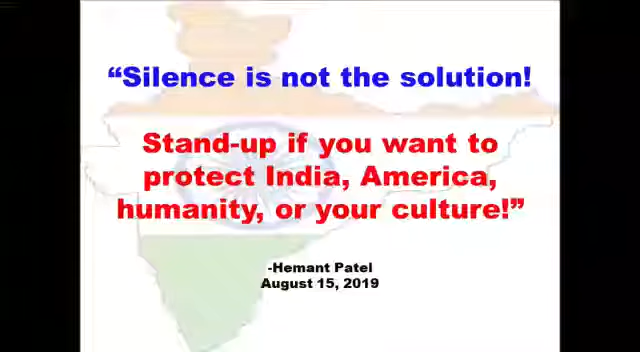 “Silence is not the solution!
Stand-up if you want to
protect India, America,
humanity, or your culture!”
-Hemant Patel
August 15, 2019